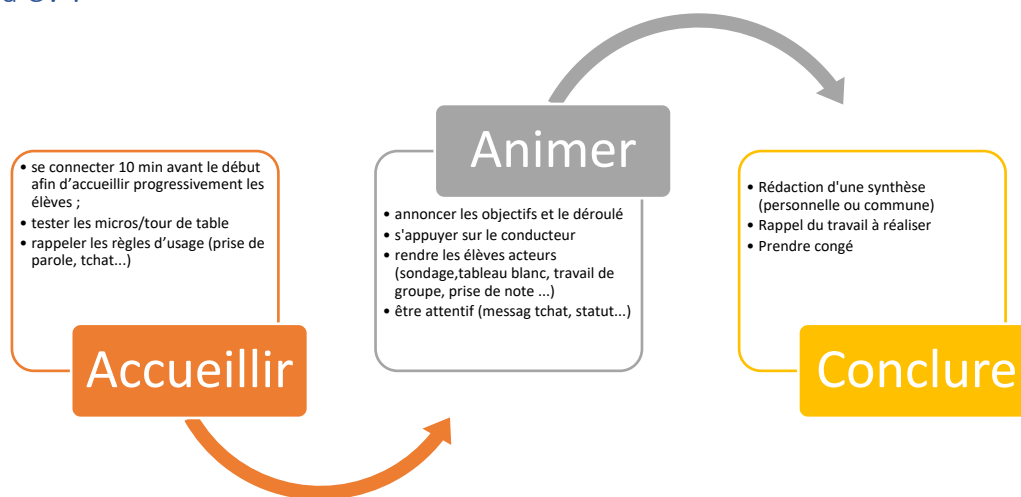 • se connecter 10 min avant le début
afin d’accueillir progressivement les
élèves ;
• tester les micros/tour de table
• rappeler les règles d’usage (prise de
parole, tchat...)
Accueillir
Animer
• annoncer les objectifs et le déroulé
• s'appuyer sur le conducteur
• rendre les élèves acteurs
(sondage,tableau blanc, travail de
groupe, prise de note ...)
• être attentif (messag tchat, statut...)
• Rédaction d'une synthèse
(personnelle ou commune)
• Rappel du travail à réaliser
• Prendre congé
Conclure